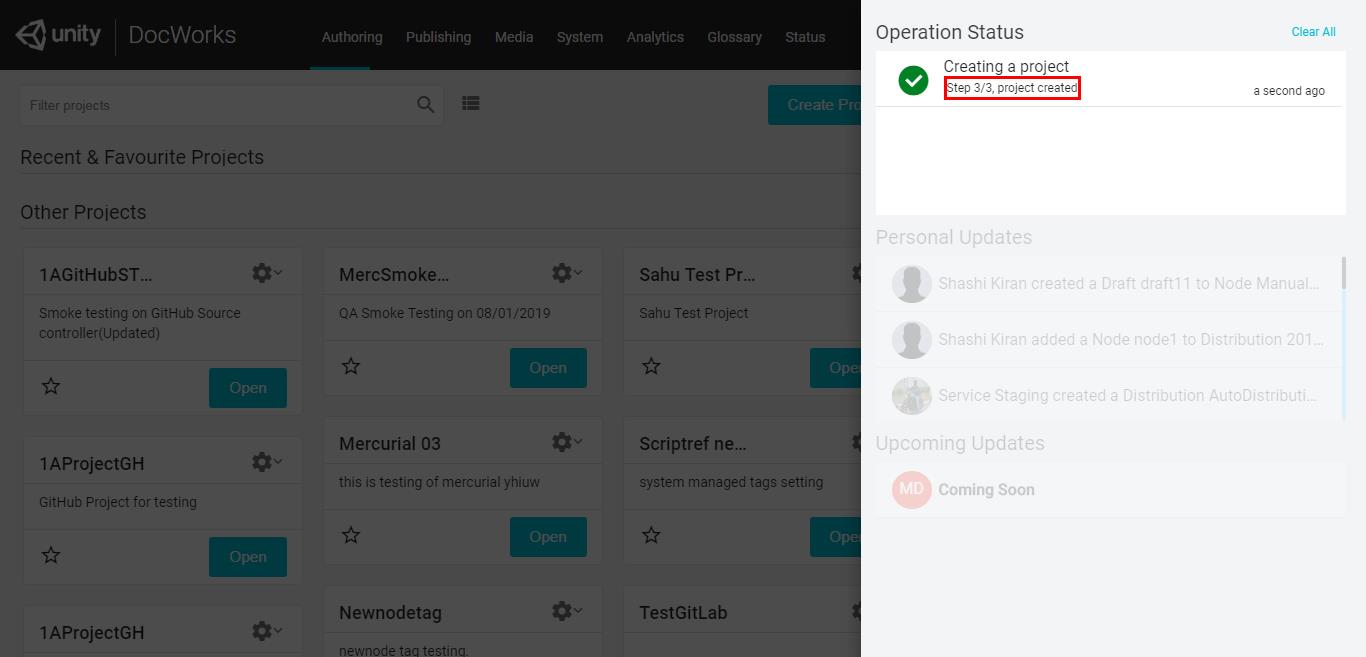 unity DocWorks
Authoring Publishing Media System Analytics Glossary Status
Filter projects
Create Pro
Recent & Favourite Projects
Other Projects
1AGitHubST...
Smoke testing on GitHub Source
controller(Updated)
Open
MercSmoke...
QA Smoke Testing on 08/01/2019
Open
Sahu Test Pr...
Sahu Test Project
Ope
1AProjectGH
GitHub Project for testing
Open
Mercurial 03
this is testing of mercurial yhiuw
Open
Scriptref ne...
system managed tags setting
Ope
1AProjectGH
Newnodetag
newnode tag testing.
TestGitLab
Operation Status
Clear All
Creating a project
Step 3/3, project created
a second ago
Personal Updates
Shashi Kiran created a Draft draft11 to Node Manual...
Shashi Kiran added a Node node1 to Distribution 201...
Service Staging created a Distribution AutoDistributi...
Upcoming Updates
MD Coming Soon